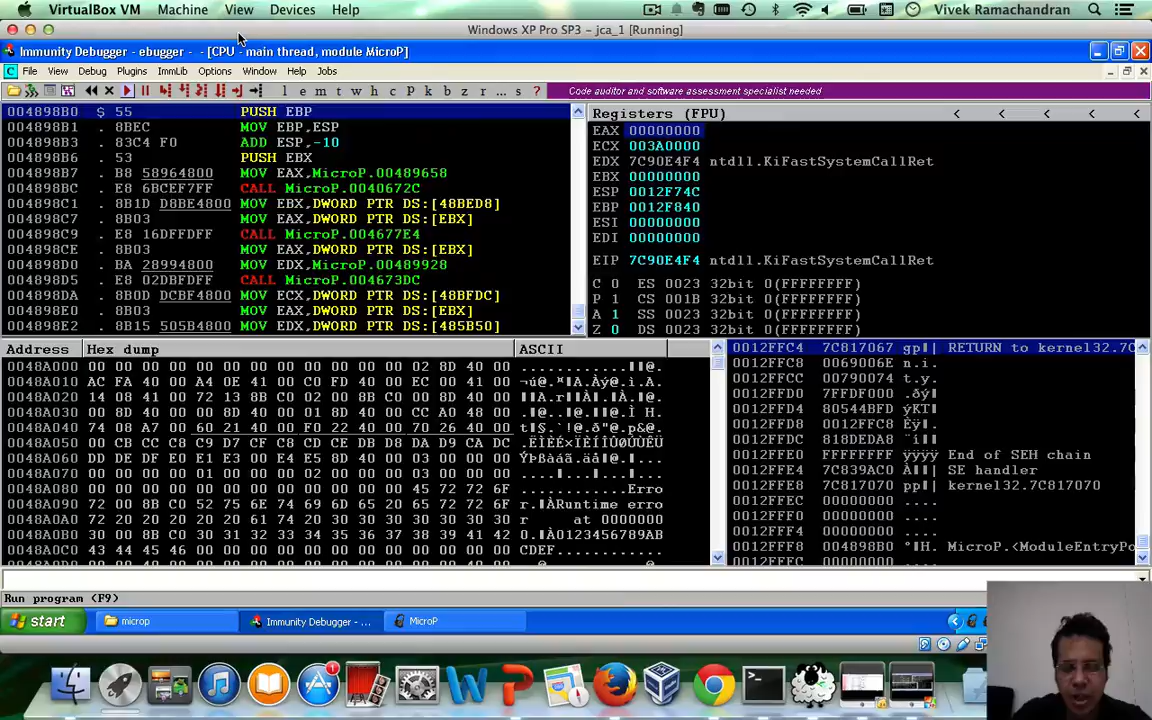 VirtualBox VM Machine View Devices Help Vivek Ramachandran
Windows XP Pro SP3 – jca_1 [Running]
Immunity Debugger - ebugger - - [CPU - main thread, module MicroP]
C File View Debug Plugins ImmLib Options Window Help Jobs
l e m t w h c P k b z r ... s ? Code auditor and software assessment specialist needed
004898B0 $ 55 PUSH EBP
004898B1 . 8BEC MOV EBP,ESP
004898B3 . 83C4 F0 ADD ESP,-10
004898B6 . 53 PUSH EBX
004898B7 . B8 58964800 MOV EAX,MicroP.00489658
004898BC . E8 6BCEF7FF CALL MicroP.0040672C
004898C1 . 8B1D D8BE4800 MOV EBX,DWORD PTR DS:[48BED8]
004898C7 . 8B03 MOV EAX,DWORD PTR DS:[EBX]
004898C9 . E8 16DFFDFF CALL MicroP.004677E4
004898CE . 8B03 MOV EAX,DWORD PTR DS:[EBX]
004898D0 . BA 28994800 MOV EDX,MicroP.00489928
004898D5 . E8 02DBFDFF CALL MicroP.004673DC
004898DA . 8B0D DCBF4800 MOV ECX,DWORD PTR DS:[48BFDC]
004898E0 . 8B03 MOV EAX,DWORD PTR DS:[EBX]
004898E2 . 8B15 505B4800 MOV EDX,DWORD PTR DS:[485B50]
Registers (FPU) < < < < <
EAX 00000000
ECX 003A0000
EDX 7C90E4F4 ntdll.KiFastSystemCallRet
EBX 00000000
ESP 0012F74C
EBP 0012F840
ESI 00000000
EDI 00000000
EIP 7C90E4F4 ntdll.KiFastSystemCallRet
C 0 ES 0023 32bit 0(FFFFFFFF)
P 1 CS 001B 32bit 0(FFFFFFFF)
A 1 SS 0023 32bit 0(FFFFFFFF)
Z 0 DS 0023 32bit 0(FFFFFFFF)
Address Hex dump ASCII
0048A000 00 00 00 00 00 00 02 8D 40 00
0048A010 AC FA 40 00 A4 0E 41 00 C0 FD 40 00 EC 00 41 00
0048A020 14 08 41 00 72 13 8B C0 02 00 8B C0 00 8D 40 00
0048A030 00 8D 40 00 00 8D 40 00 01 8D 40 00 CC A0 48 00
0048A040 74 08 A7 00 60 21 40 00 F0 22 40 00 70 26 40 00
0048A050 00 CB CC C8 C9 D7 CF C8 CD CE DB D8 DA D9 CA DC
0048A060 DD DE DF E0 E1 E3 00 E4 E5 8D 40 00 00 00 00 00
0048A070 00 00 00 00 01 00 00 00 02 00 00 00 03 00 00 00
0048A080 00 00 00 00 00 00 00 00 00 00 00 00 45 72 72 6F ............Erro
0048A090 72 00 8B C0 52 75 6E 74 69 6D 65 20 65 72 72 6F r.‖ÀRuntime erro
0048A0A0 72 20 20 20 20 20 61 74 20 30 30 30 30 30 30 30 r at 0000000
0048A0B0 30 00 8B C0 30 31 32 33 34 35 36 37 38 39 41 42 0.‖À0123456789AB
0048A0C0 43 44 45 46 00 00 00 00 00 00 00 00 00 00 00 00 CDEF............
0012FFC4 7C817067 gp‖| RETURN to kernel32.7C
0012FFC8 0069006E n.i.
0012FFCC 00790074 t.y.
0012FFD0 7FFDF000 .ðý
0012FFD4 80544BFD ýKT
0012FFD8 0012FFC8
0012FFDC 818DEDA8
0012FFE0 FFFFFFFF ÿÿÿÿ End of SEH chain
0012FFE4 7C839AC0 SE handler
0012FFE8 7C817070 pp‖| kernel32.7C817070
0012FFEC 00000000 ....
0012FFF0 00000000 ....
0012FFF4 00000000 ....
0012FFF8 004898B0 °‖H. MicroP.<ModuleEntryPo
Run program (F9)
start microp Immunity Debugger - ... MicroP